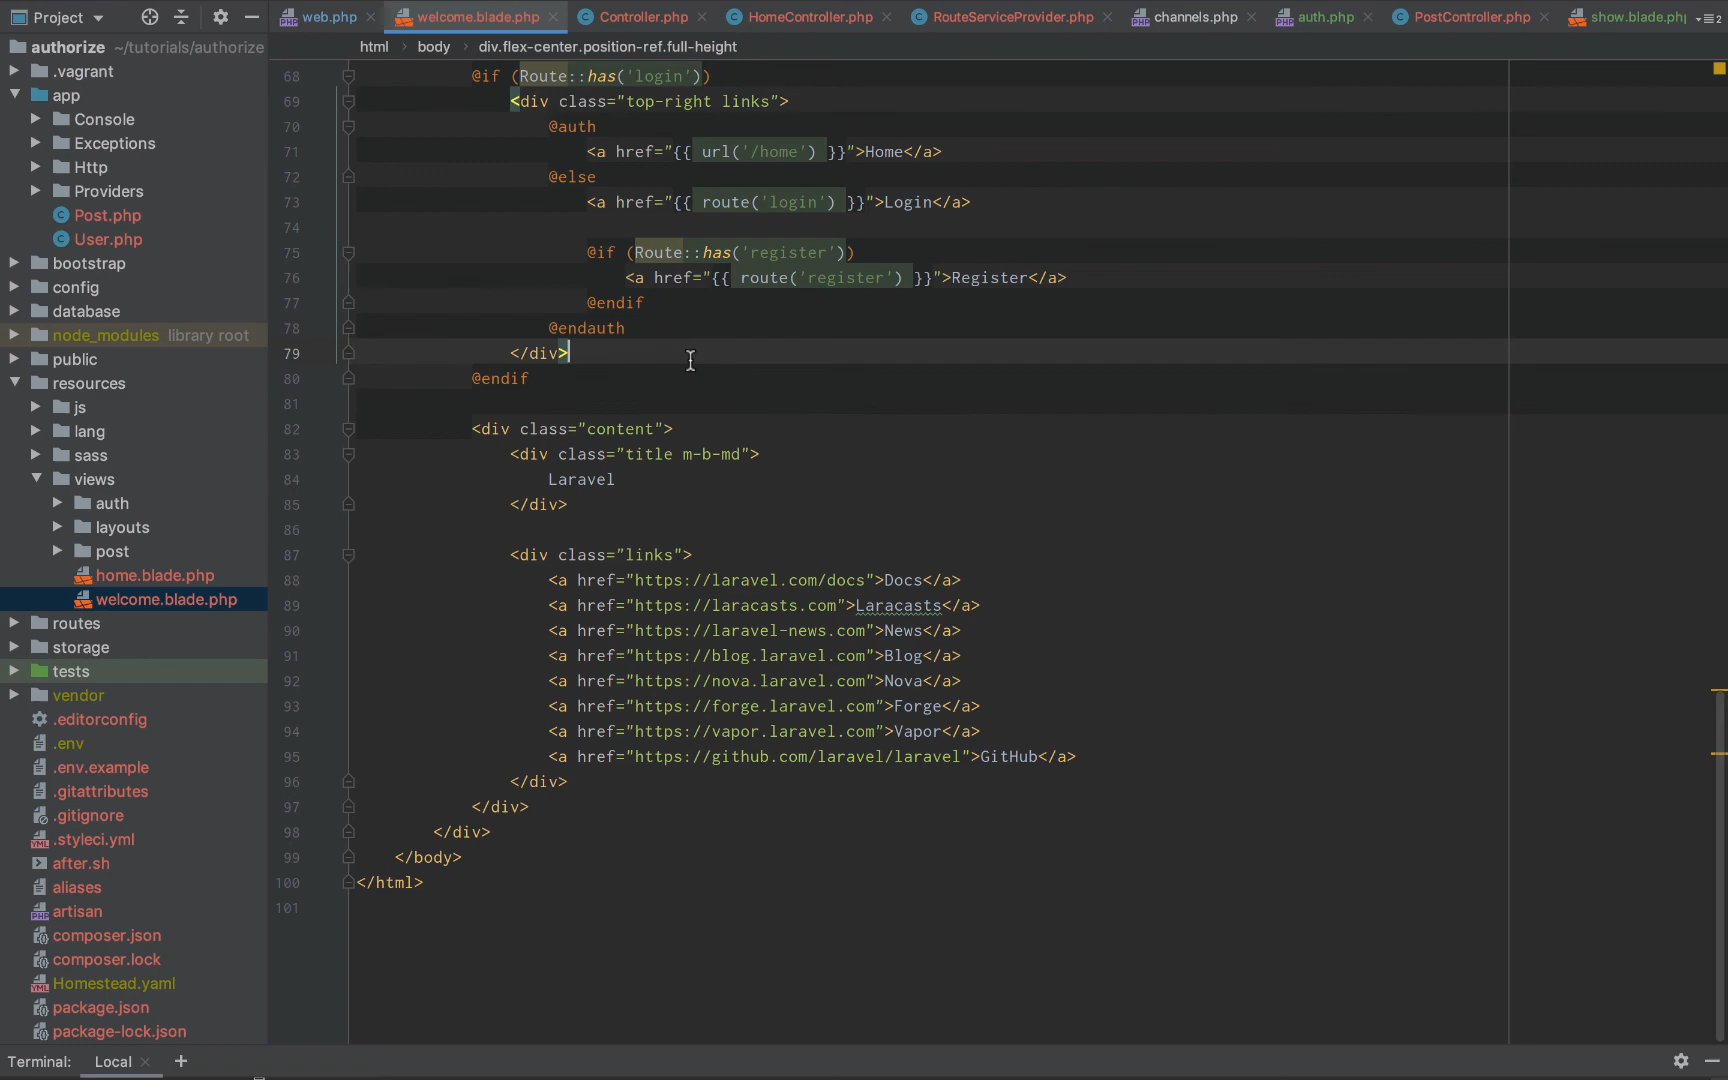 Project
web.php
welcome.blade.php
Controller.php
HomeController.php
RouteServiceProvider.php
channels.php
auth.php
PostController.php
show.blade.php
2
authorize ~/tutorials/authorize
html
body
div.flex-center.position-ref.full-height
.vagrant
app
Console
Exceptions
Http
Providers
Post.php
User.php
bootstrap
config
database
node_modules library root
public
resources
js
lang
sass
views
auth
layouts
post
home.blade.php
welcome.blade.php
routes
storage
tests
vendor
.editorconfig
.env
.env.example
.gitattributes
.gitignore
.styleci.yml
after.sh
aliases
artisan
composer.json
composer.lock
Homestead.yaml
package.json
package-lock.json
68 @if (Route::has('login'))
69 <div class="top-right links">
70 @auth
71 <a href="{{ url('/home') }}">Home</a>
72 @else
73 <a href="{{ route('login') }}">Login</a>
74
75 @if (Route::has('register'))
76 <a href="{{ route('register') }}">Register</a>
77 @endif
78 @endauth
79 </div>
80 @endif
81
82 <div class="content">
83 <div class="title m-b-md">
84 Laravel
85 </div>
86
87 <div class="links">
88 <a href="https://laravel.com/docs">Docs</a>
89 <a href="https://laracasts.com">Laracasts</a>
90 <a href="https://laravel-news.com">News</a>
91 <a href="https://blog.laravel.com">Blog</a>
92 <a href="https://nova.laravel.com">Nova</a>
93 <a href="https://forge.laravel.com">Forge</a>
94 <a href="https://vapor.laravel.com">Vapor</a>
95 <a href="https://github.com/laravel/laravel">GitHub</a>
96 </div>
97 </div>
98 </div>
99 </body>
100 </html>
101
Terminal: Local